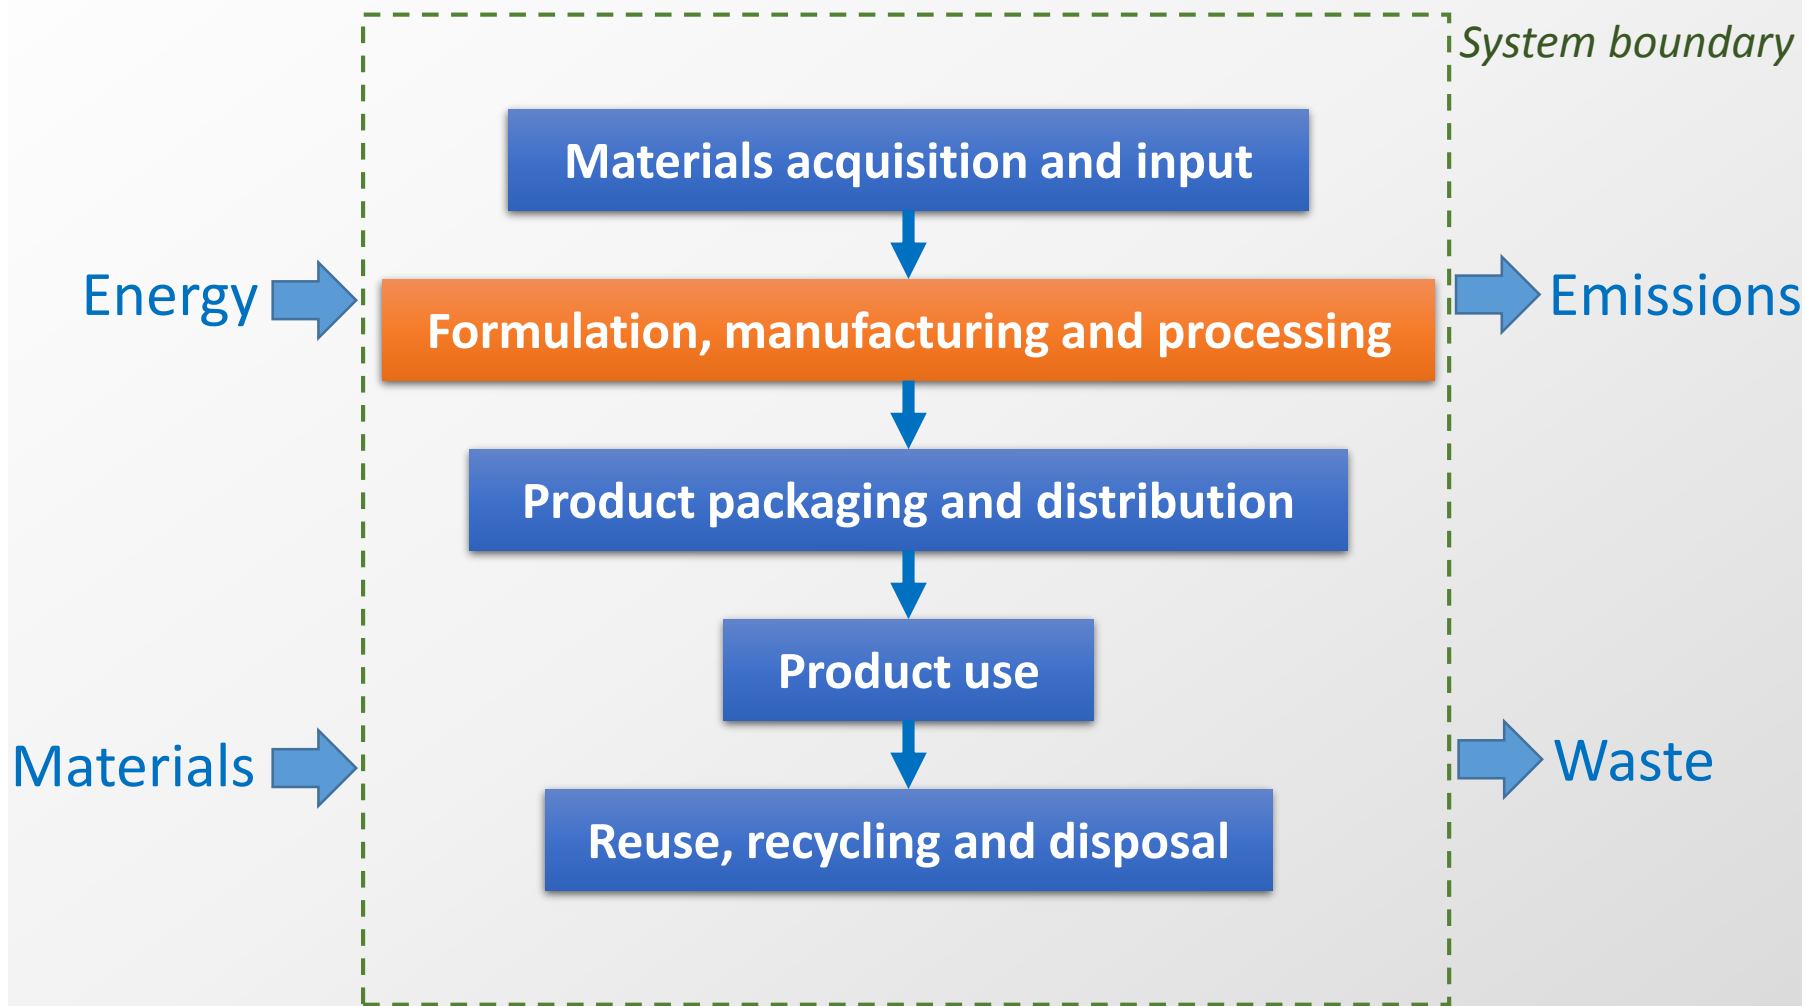 System boundary
Materials acquisition and input
Energy
Emissions
Formulation, manufacturing and processing
Product packaging and distribution
Product use
Materials
Waste
Reuse, recycling and disposal